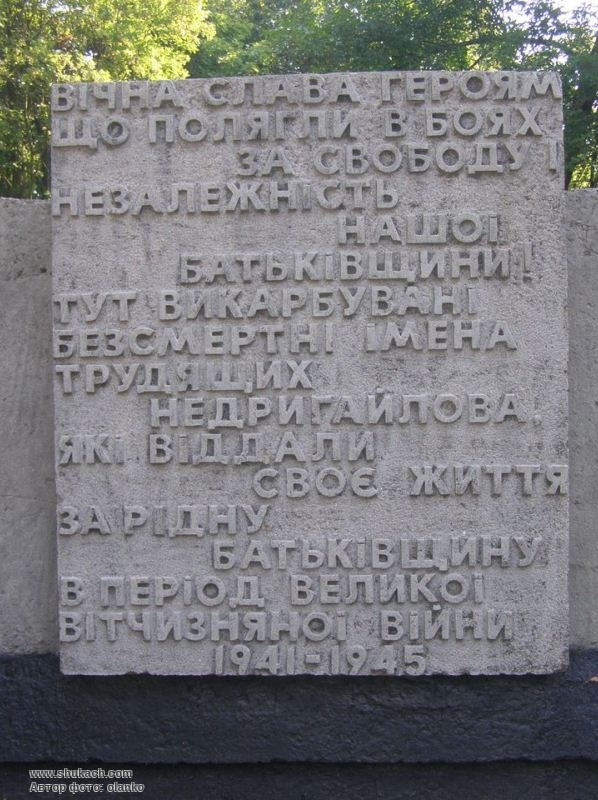 ВІЧНА СЛАВА ГЕРОЯМ
ЩО ПОЛЯГЛИ В БОЯХ
ЗА СВОБОДУ І
НЕЗАЛЕЖНІСТЬ
НАШОЇ
БАТЬКІВЩИНИ!
ТУТ ВИКАРБУВАНІ
БЕЗСМЕРТНІ ІМЕНА
ТРУДЯЩИХ
НЕДРИГАЙЛОВА,
ЯКІ ВІДДАЛИ
СВОЄ ЖИТТЯ
ЗА РІДНУ
БАТЬКІВЩИНУ
В ПЕРІОД ВЕЛИКОЇ
ВІТЧИЗНЯНОЇ ВІЙНИ
1941-1945
www.shukach.com
Автор фото: olanko